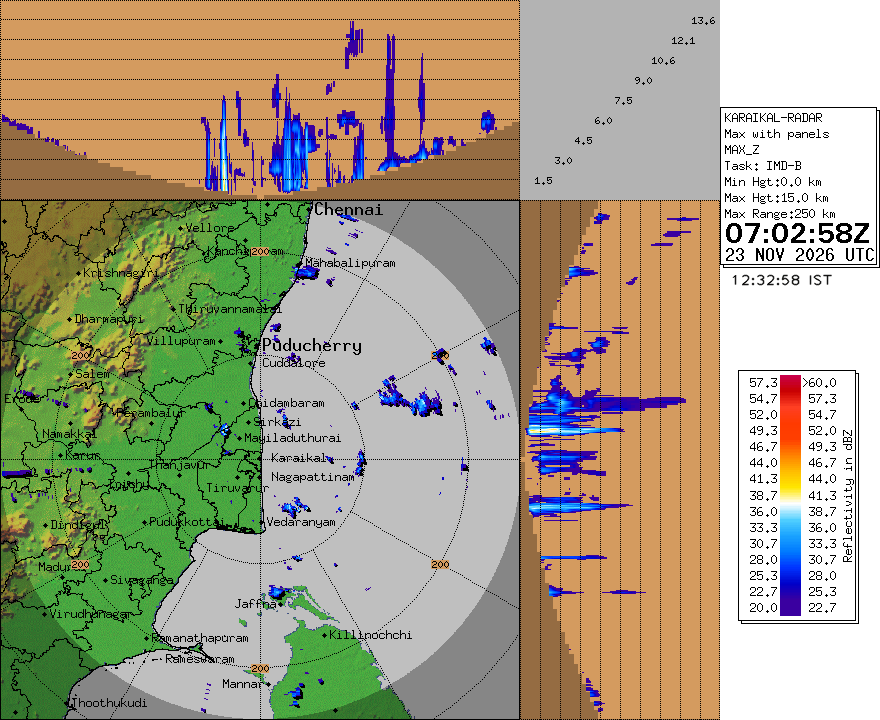 13.6
12.1
10.6
9.0
7.5
6.0
4.5
3.0
1.5
KARAIKAL-RADAR
Max with panels
MAX_Z
Task: IMD-B
Min Hgt:0.0 km
Max Hgt:15.0 km
Max Range:250 km
07:02:58Z
23 NOV 2026 UTC
12:32:58 IST
Chennai
Vellore
200
Mahabalipuram
Krishnagiri
Thiruvannamalai
Dharmapuri
Villupuram
Puducherry
200
Cuddalore
Salem
Erode
Chidambaram
Perambalur
Sirkazi
Namakkal
Mayiladuthurai
Karur
Karaikal
Thanjavur
Nagapattinam
Tiruvarur
Pudukkottai
Vedaranyam
Dindigul
200
200
Sivaganga
Jaffna
Virudhunagar
Ramanathapuram
Killinochchi
Rameswaram
200
Mannar
Thoothukudi
57.3 >60.0
54.7 57.3
52.0 54.7
49.3 52.0
46.7 49.3
44.0 46.7
41.3 44.0
38.7 41.3
36.0 38.7
33.3 36.0
30.7 33.3
28.0 30.7
25.3 28.0
22.7 25.3
20.0 22.7
Reflectivity in dBZ